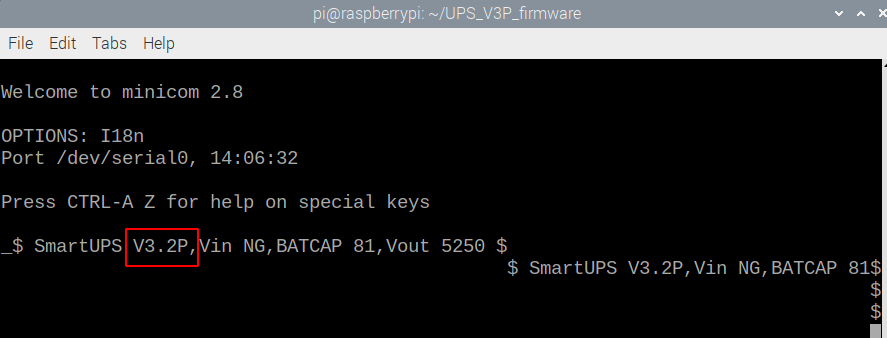 pi@raspberrypi: ~/UPS_V3P_firmware
File Edit Tabs Help
Welcome to minicom 2.8
OPTIONS: I18n
Port /dev/serial0, 14:06:32
Press CTRL-A Z for help on special keys
_$ SmartUPS V3.2P,Vin NG,BATCAP 81,Vout 5250 $
$ SmartUPS V3.2P,Vin NG,BATCAP 81$
$
$